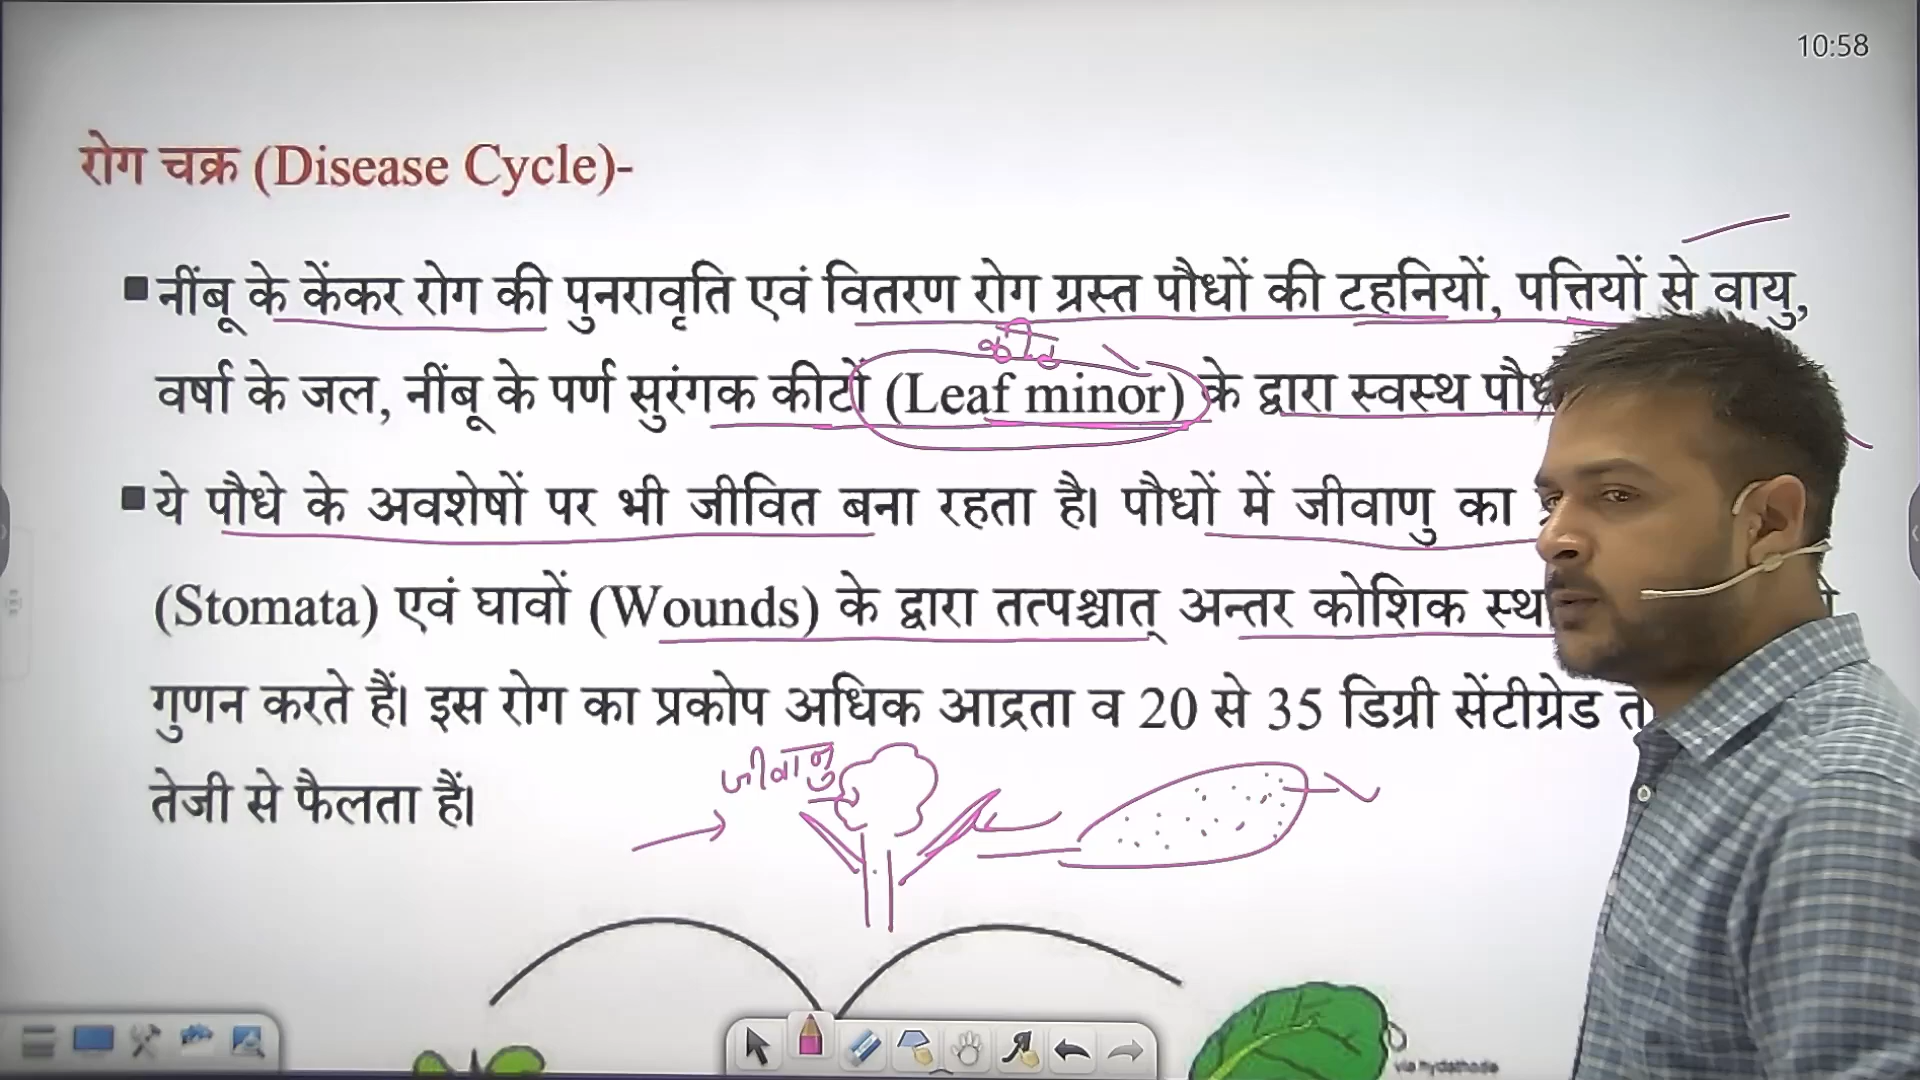 10:58
रोग चक्र (Disease Cycle)-
नींबू के केंकर रोग की पुनरावृति एवं वितरण रोग ग्रस्त पौधों की टहनियों, पत्तियों से वायु,
कीट
वर्षा के जल, नींबू के पर्ण सुरंगक कीटों (Leaf minor) के द्वारा स्वस्थ
ये पौधे के अवशेषों पर भी जीवित बना रहता है। पौधों में जीवाणु का
(Stomata) एवं घावों (Wounds) के द्वारा तत्पश्चात् अन्तर कोशिक
गुणन करते हैं। इस रोग का प्रकोप अधिक आद्रता व 20 से 35 डिग्री सेंटीग्रेड
जीवानु
तेजी से फैलता हैं।
via hydathode